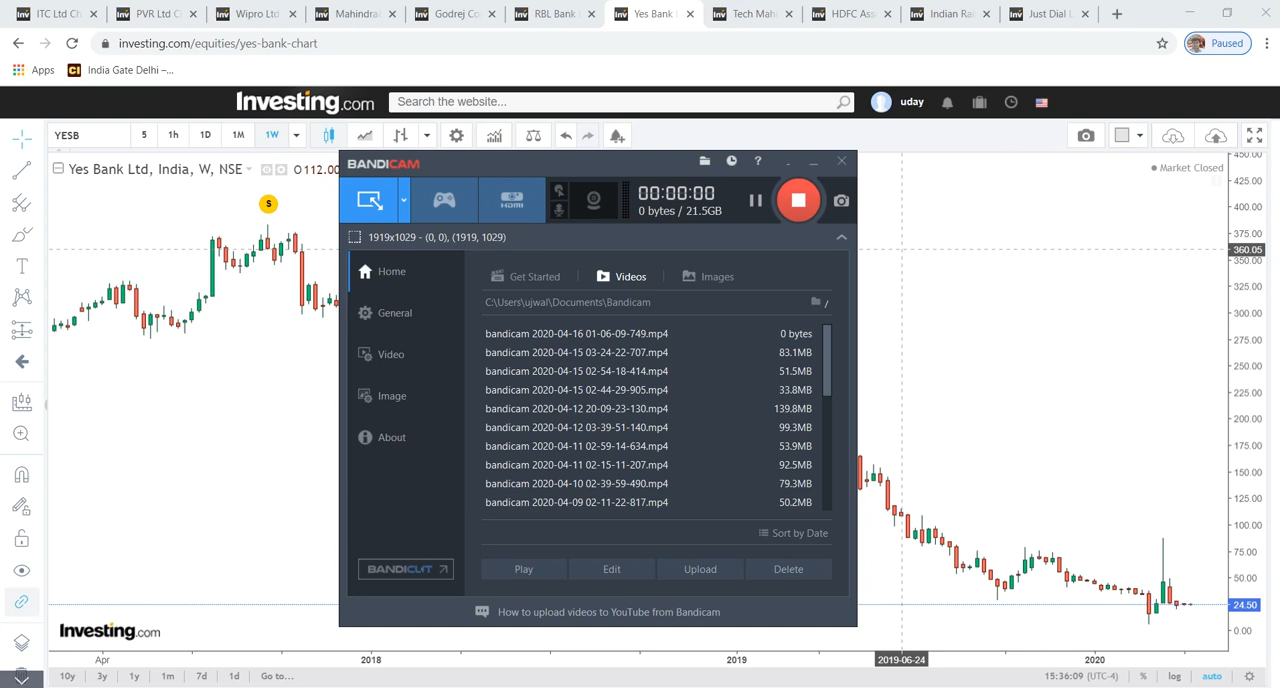 ITC Ltd Ch
PVR Ltd C
Wipro Ltd
Mahindra
Godrej Co
RBL Bank
Yes Bank
Tech Mahi
HDFC Ass
Indian Rai
Just Dial L
investing.com/equities/yes-bank-chart
Paused
Apps
India Gate Delhi –...
Investing.com
Search the website...
uday
YESB
5
1h
1D
1M
1W
Yes Bank Ltd, India, W, NSE
O112.00
Market Closed
S
BANDICAM
HDMI
00:00:00
0 bytes / 21.5GB
1919x1029 - (0, 0), (1919, 1029)
Home
General
Video
Image
About
BANDICUT
Get Started
Videos
Images
C:\Users\ujwal\Documents\Bandicam
bandicam 2020-04-16 01-06-09-749.mp4 0 bytes
bandicam 2020-04-15 03-24-22-707.mp4 83.1MB
bandicam 2020-04-15 02-54-18-414.mp4 51.5MB
bandicam 2020-04-15 02-44-29-905.mp4 33.8MB
bandicam 2020-04-12 20-09-23-130.mp4 139.8MB
bandicam 2020-04-12 03-39-51-140.mp4 99.3MB
bandicam 2020-04-11 02-59-14-634.mp4 53.9MB
bandicam 2020-04-11 02-15-11-207.mp4 92.5MB
bandicam 2020-04-10 02-39-59-490.mp4 79.3MB
bandicam 2020-04-09 02-11-22-817.mp4 50.2MB
Sort by Date
Play
Edit
Upload
Delete
How to upload videos to YouTube from Bandicam
450.00
425.00
400.00
375.00
360.05
350.00
325.00
300.00
275.00
250.00
225.00
200.00
175.00
150.00
125.00
100.00
75.00
50.00
24.50
0.00
Investing.com
Apr
2018
2019
2019-06-24
2020
10y
3y
1y
1m
7d
1d
Go to...
15:36:09 (UTC-4)
%
log
auto